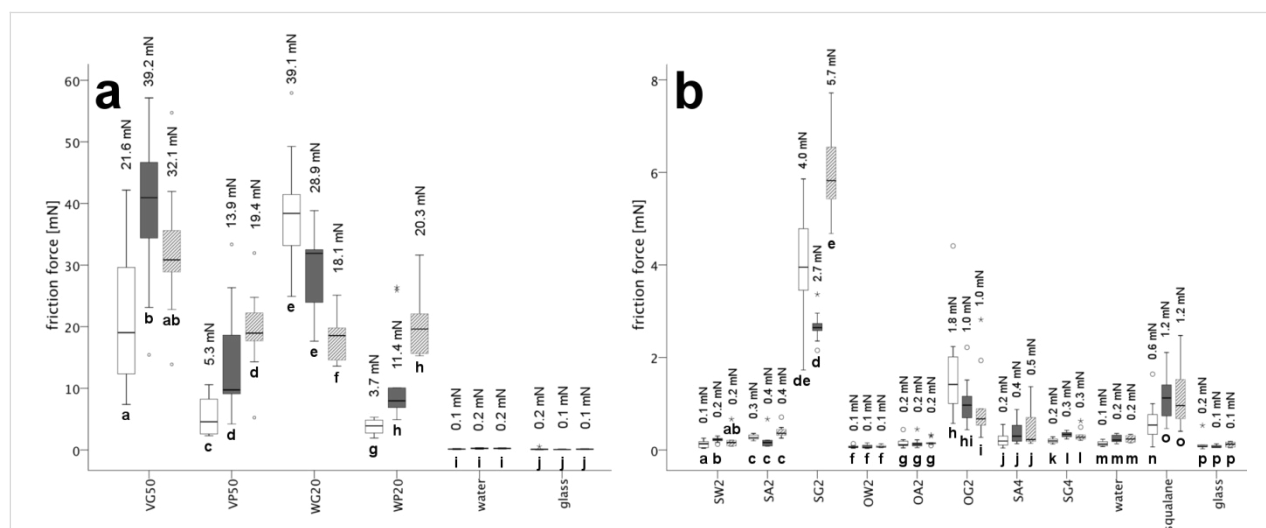 a
friction force [mN]
60
50
40
30
20
10
0
21.6 mN
39.2 mN
32.1 mN
5.3 mN
13.9 mN
19.4 mN
39.1 mN
28.9 mN
18.1 mN
3.7 mN
11.4 mN
20.3 mN
0.1 mN
0.2 mN
0.2 mN
0.2 mN
0.1 mN
0.1 mN
a
b
ab
c
d
d
e
e
f
g
h
h
i
i
i
j
j
j
VG50
VP50
WG20
WP20
water
glass
b
friction force [mN]
8
6
4
2
0
0.1 mN
0.2 mN
0.2 mN
0.3 mN
0.4 mN
0.4 mN
4.0 mN
2.7 mN
5.7 mN
0.1 mN
0.1 mN
0.1 mN
0.2 mN
0.2 mN
0.2 mN
1.8 mN
1.0 mN
1.0 mN
0.2 mN
0.4 mN
0.5 mN
0.2 mN
0.3 mN
0.3 mN
0.1 mN
0.2 mN
0.2 mN
0.6 mN
1.2 mN
1.2 mN
0.2 mN
0.1 mN
0.1 mN
a
b
ab
c
c
c
de
d
e
f
f
f
g
g
g
h
hi
i
j
j
j
k
l
l
m
m
m
n
o
o
p
p
p
SW2
SA2
SG2
OW2
OA2
OG2
SA4
SG4
water
squalane
glass